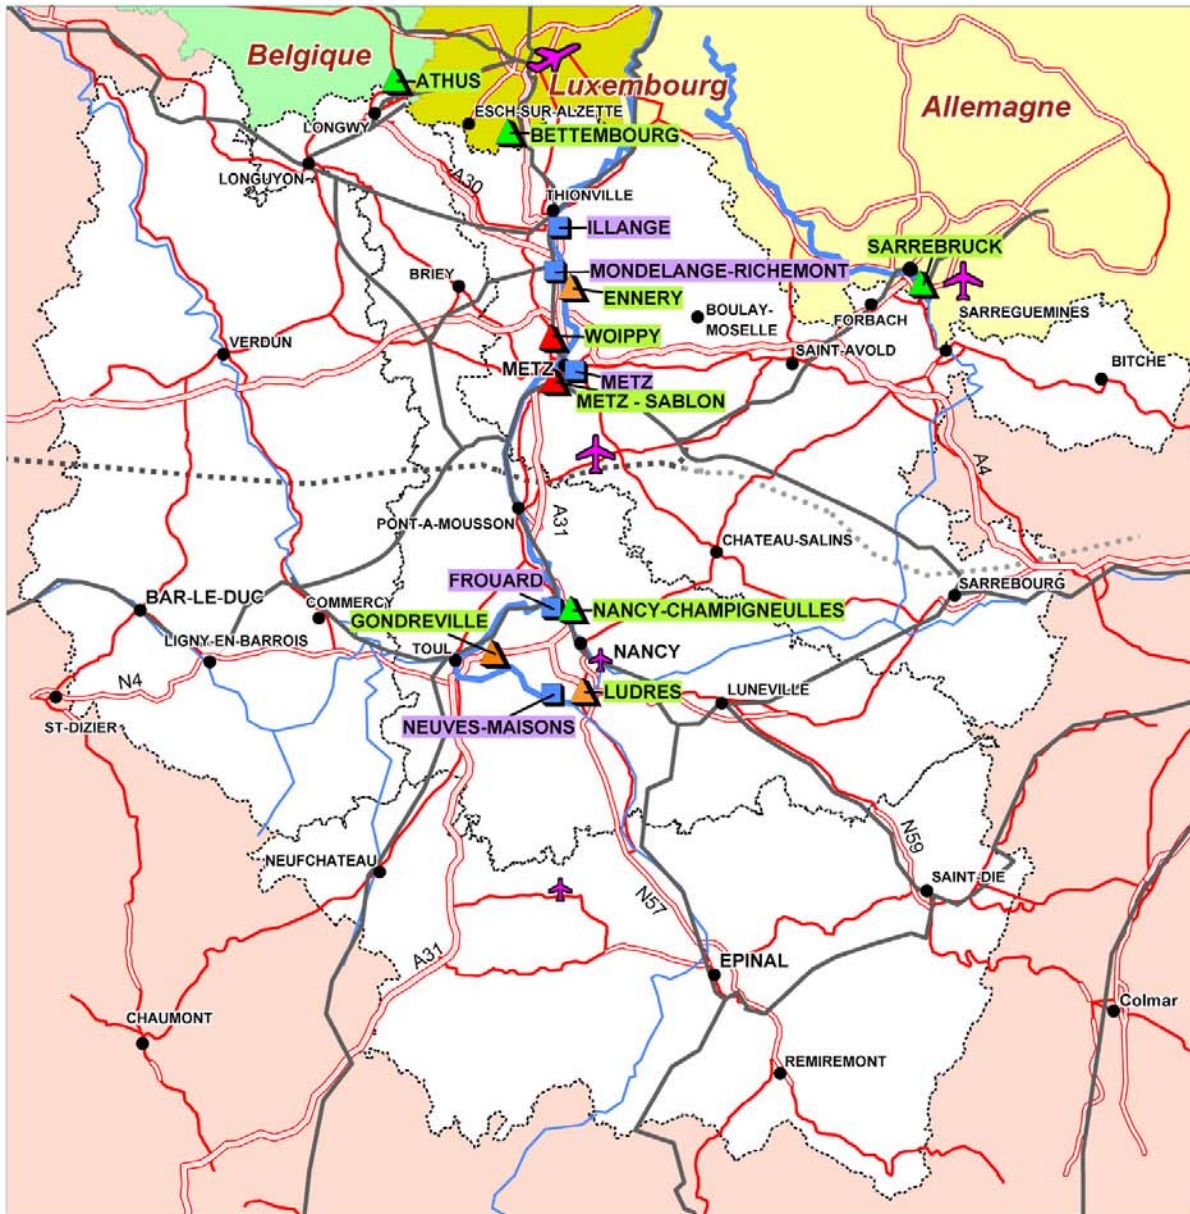 Belgique
Luxembourg
Allemagne
ATHUS
LONGWY
ESCH-SUR-ALZETTE
BETTEMBOURG
LONGUYON
A30
THIONVILLE
ILLANGE
SARREBRUCK
MONDELANGE-RICHEMONT
BRIEY
ENNERY
BOULAY-
MOSELLE
FORBACH
SARREGUEMINES
VERDUN
WOIPPY
SAINT-AVOLD
BITCHE
METZ
METZ
METZ - SABLON
A4
PONT-A-MOUSSON
A31
CHATEAU-SALINS
FROUARD
SARREBOURG
BAR-LE-DUC
COMMERCY
NANCY-CHAMPIGNEULLES
GONDREVILLE
LIGNY-EN-BARROIS
TOUL
NANCY
N4
LUDRES
LUNEVILLE
ST-DIZIER
NEUVES-MAISONS
N59
NEUFCHATEAU
SAINT-DIE
N57
A31
EPINAL
Colmar
CHAUMONT
REMIREMONT